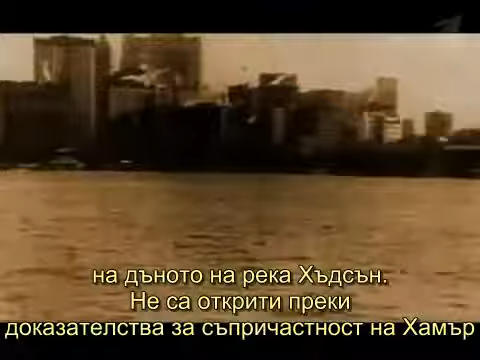 на дъното на река Хъдсън.
Не са открити преки
доказателства за съпричастност на Хамър